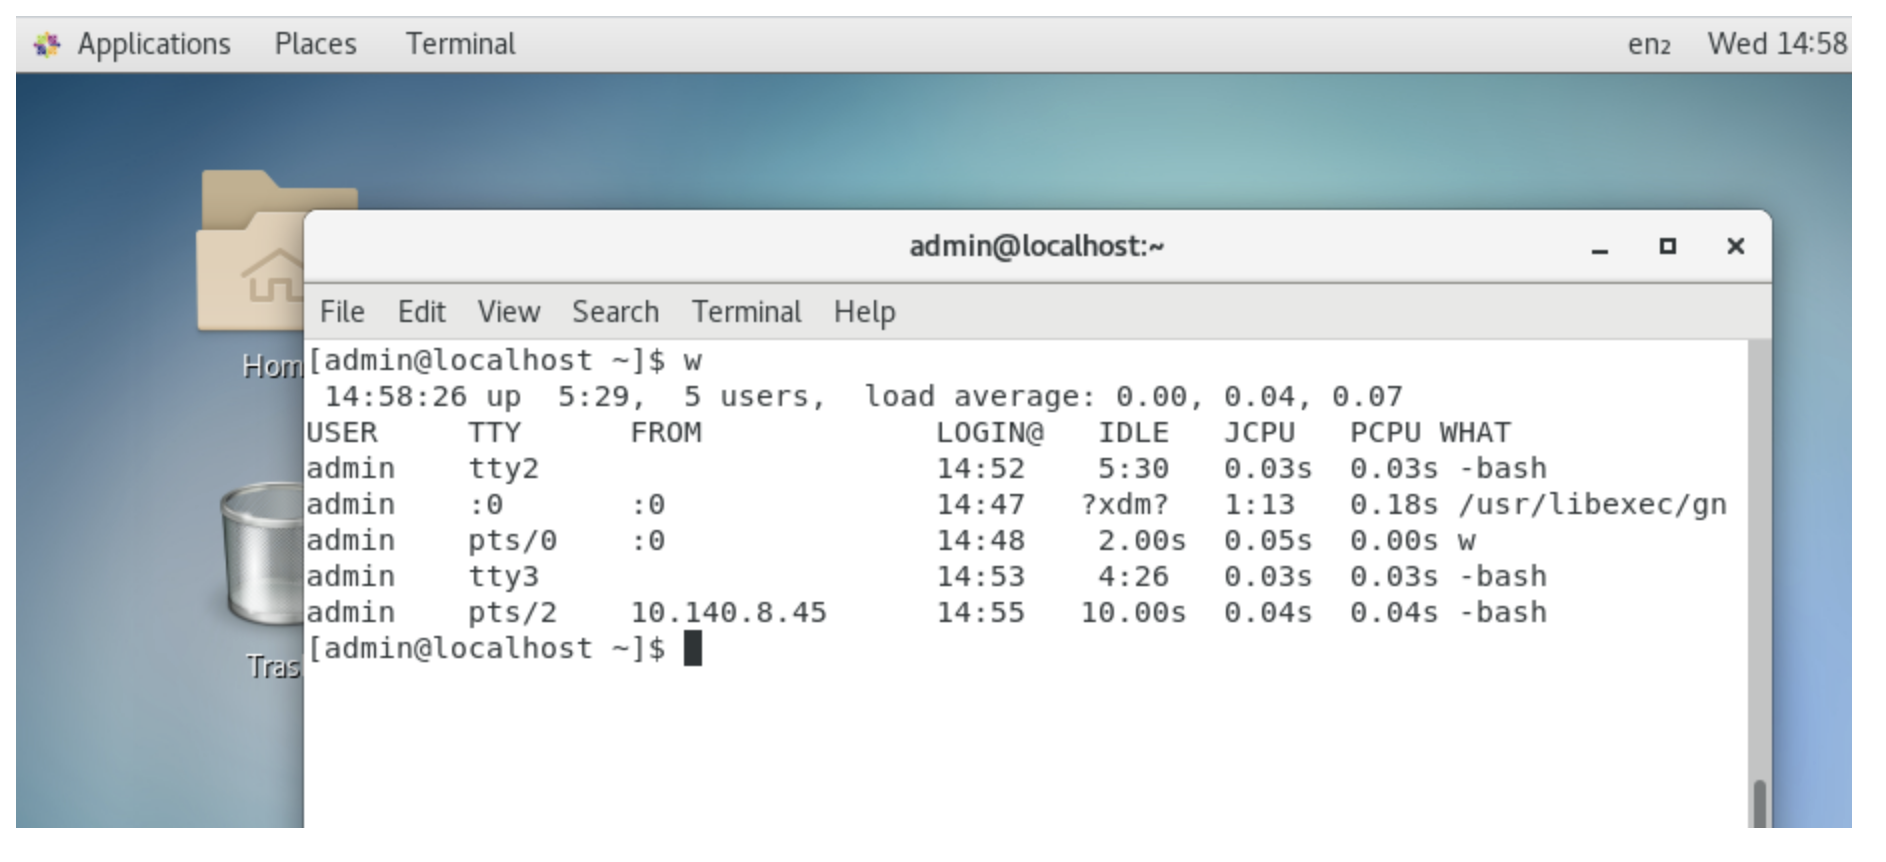 Applications Places Terminal en₂ Wed 14:58
admin@localhost:~
File Edit View Search Terminal Help
[admin@localhost ~]$ w
 14:58:26 up  5:29,  5 users,  load average: 0.00, 0.04, 0.07
USER     TTY      FROM             LOGIN@   IDLE   JCPU   PCPU WHAT
admin    tty2                      14:52    5:30   0.03s  0.03s -bash
admin    :0       :0               14:47   ?xdm?   1:13   0.18s /usr/libexec/gn
admin    pts/0    :0               14:48    2.00s  0.05s  0.00s w
admin    tty3                      14:53    4:26   0.03s  0.03s -bash
admin    pts/2    10.140.8.45      14:55   10.00s  0.04s  0.04s -bash
[admin@localhost ~]$
Hom
Tras